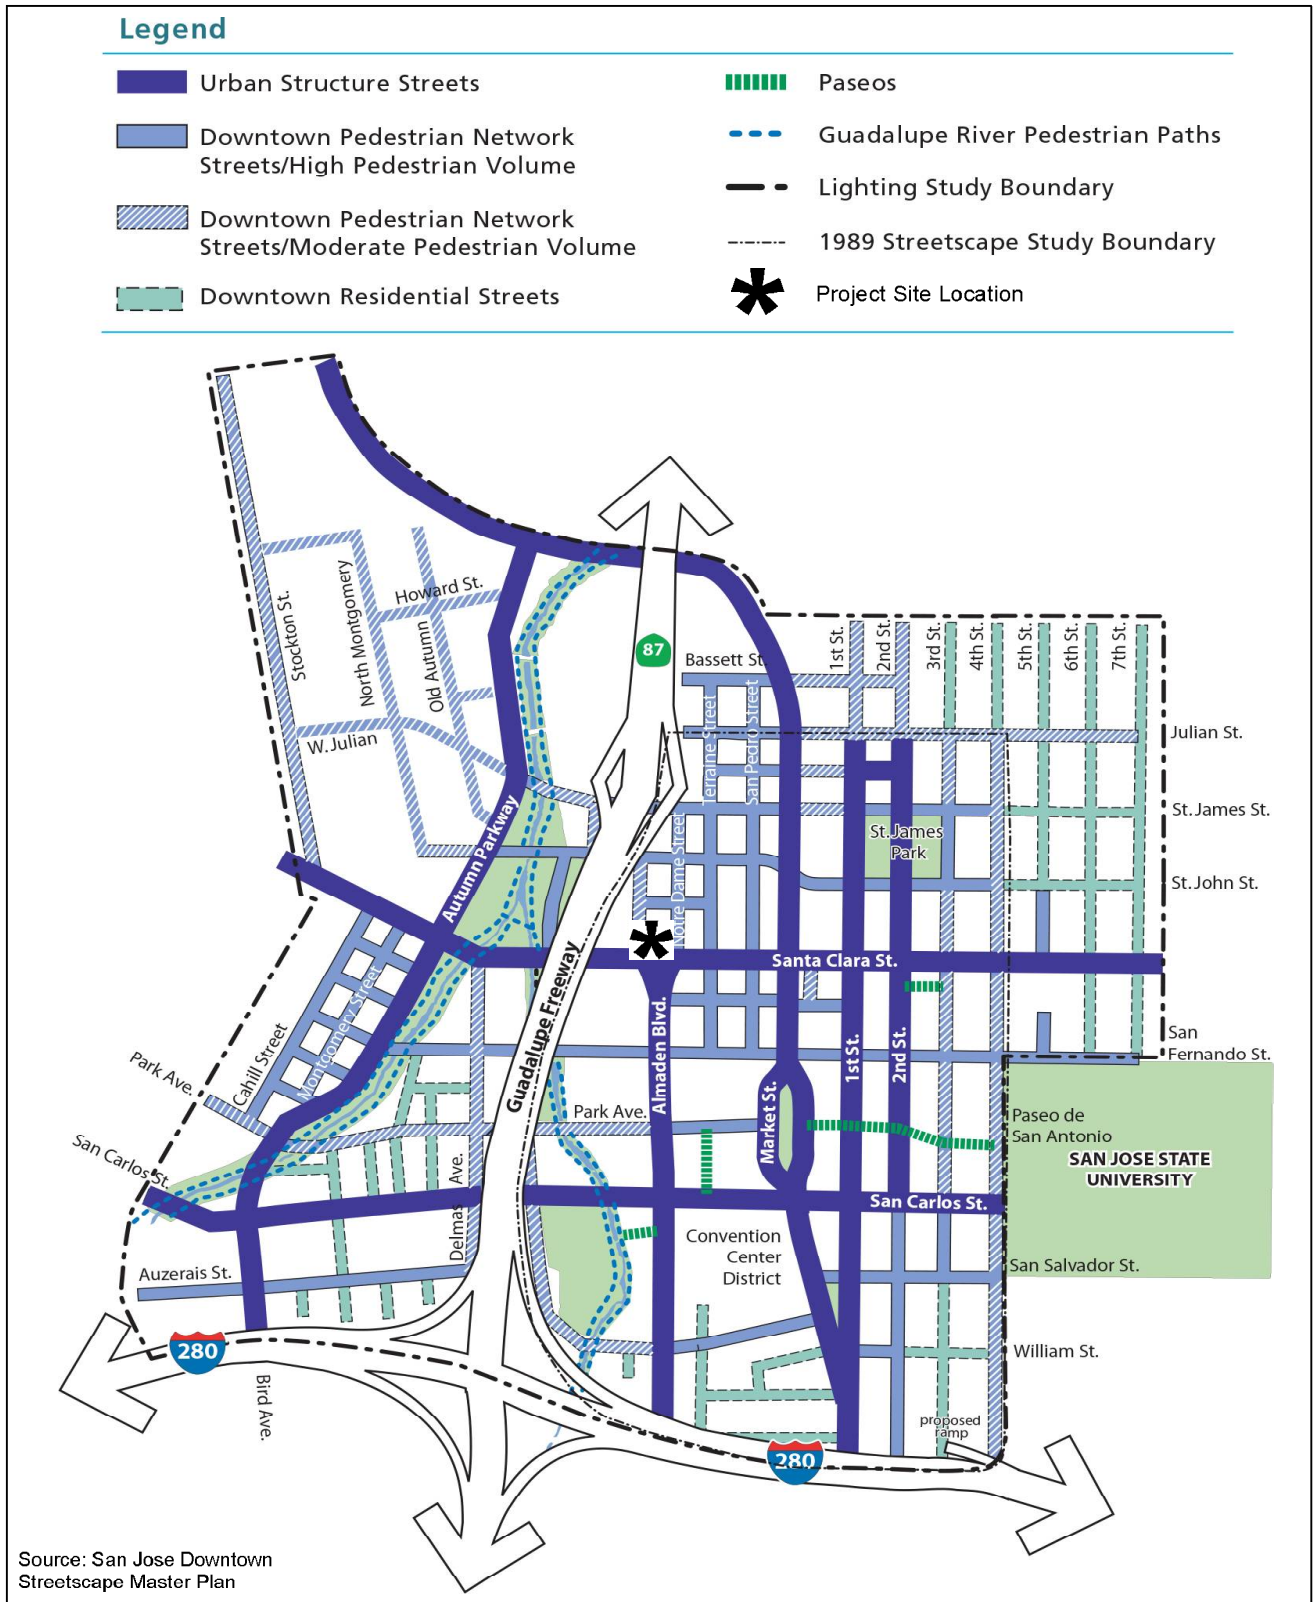 Legend
Urban Structure Streets
Downtown Pedestrian Network
Streets/High Pedestrian Volume
Downtown Pedestrian Network
Streets/Moderate Pedestrian Volume
Downtown Residential Streets
Paseos
Guadalupe River Pedestrian Paths
Lighting Study Boundary
1989 Streetscape Study Boundary
Project Site Location
Stockton St.
North Montgomery
Howard St.
Old Autumn
W. Julian
87
Bassett St.
Terraine Street
San Pedro Street
1st St.
2nd St.
3rd St.
4th St.
5th St.
6th St.
7th St.
Julian St.
St. James St.
St. James
Park
St. John St.
Autumn Parkway
Notre Dame Street
Guadalupe Freeway
Santa Clara St.
Almaden Blvd.
1st St.
2nd St.
San
Fernando St.
Cahill Street
Montgomery Street
Park Ave.
Park Ave.
Market St.
Paseo de
San Antonio
SAN JOSE STATE
UNIVERSITY
San Carlos St.
San Carlos St.
Delmas Ave.
Convention
Center
District
San Salvador St.
Auzerais St.
William St.
280
Bird Ave.
proposed
ramp
280
Source: San Jose Downtown
Streetscape Master Plan